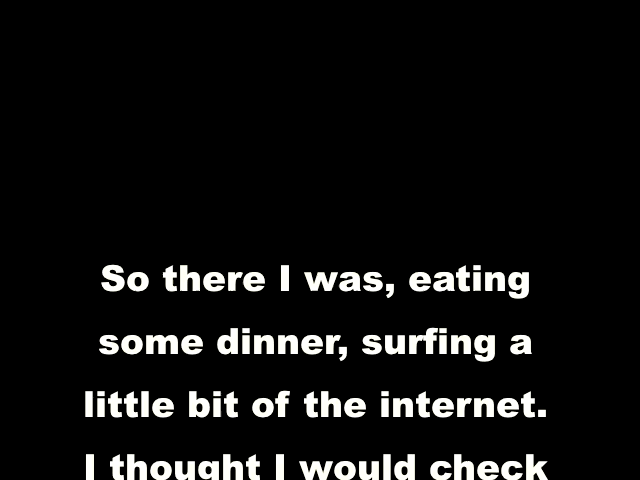 So there I was, eating
some dinner, surfing a
little bit of the internet.
I thought I would check